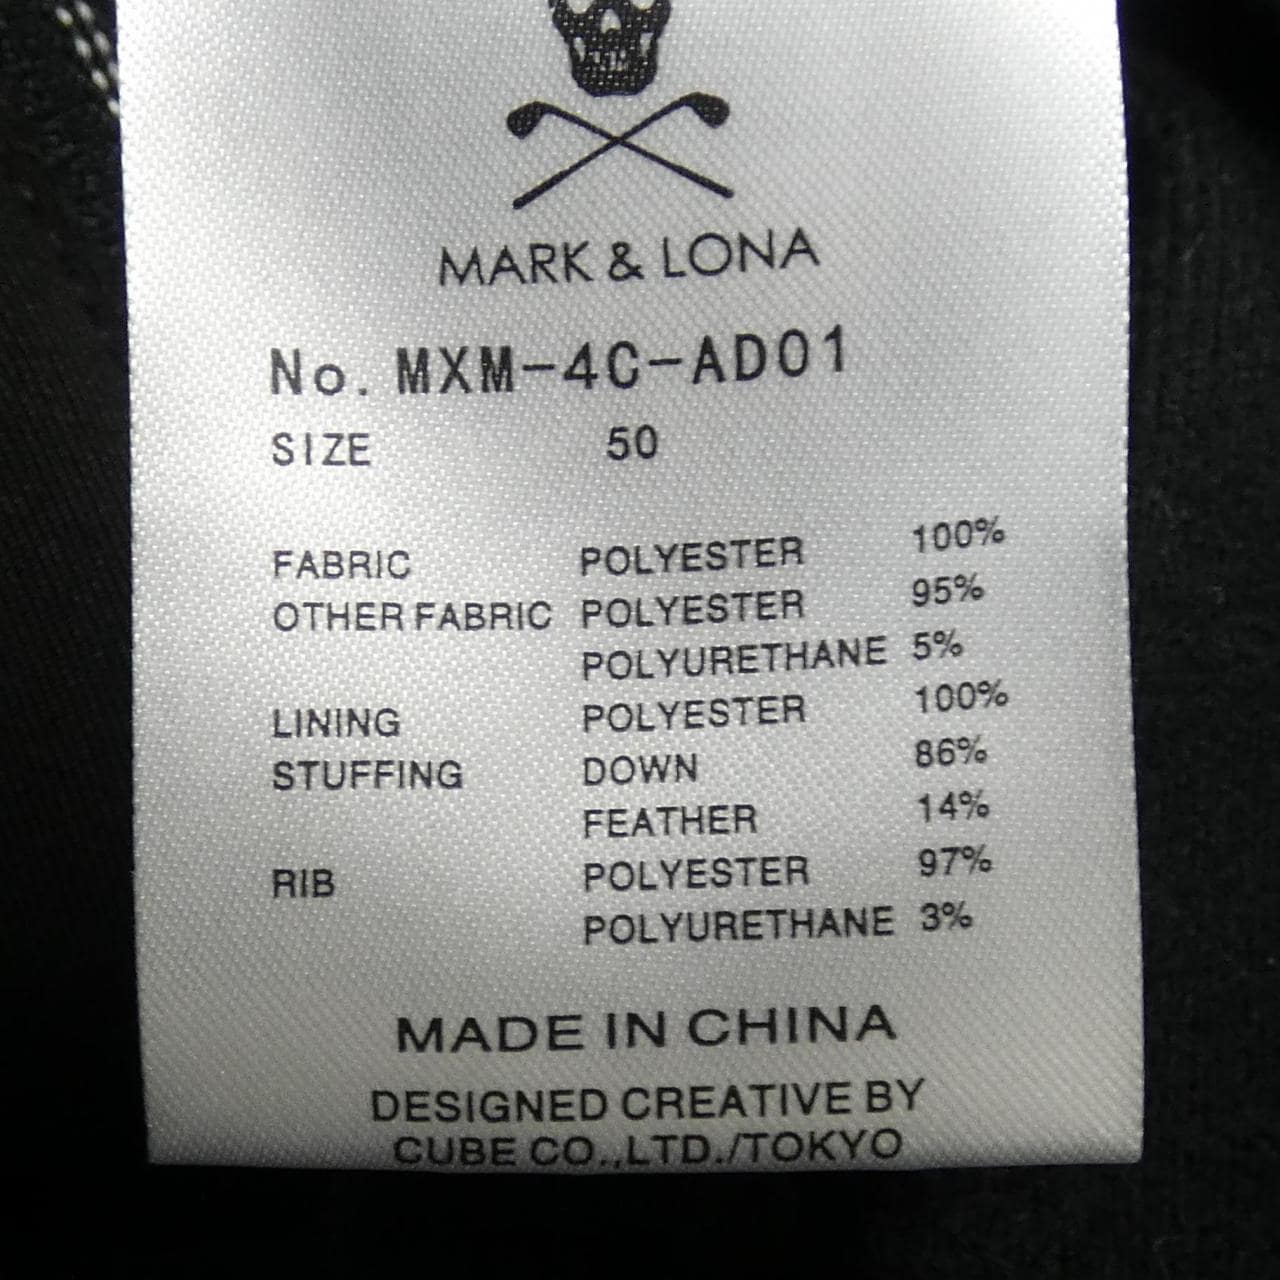 MARK & LONA
No. MXM-4C-AD01
SIZE 50
FABRIC POLYESTER 100%
OTHER FABRIC POLYESTER 95%
POLYURETHANE 5%
LINING POLYESTER 100%
STUFFING DOWN 86%
FEATHER 14%
RIB POLYESTER 97%
POLYURETHANE 3%
MADE IN CHINA
DESIGNED CREATIVE BY
CUBE CO.,LTD./TOKYO